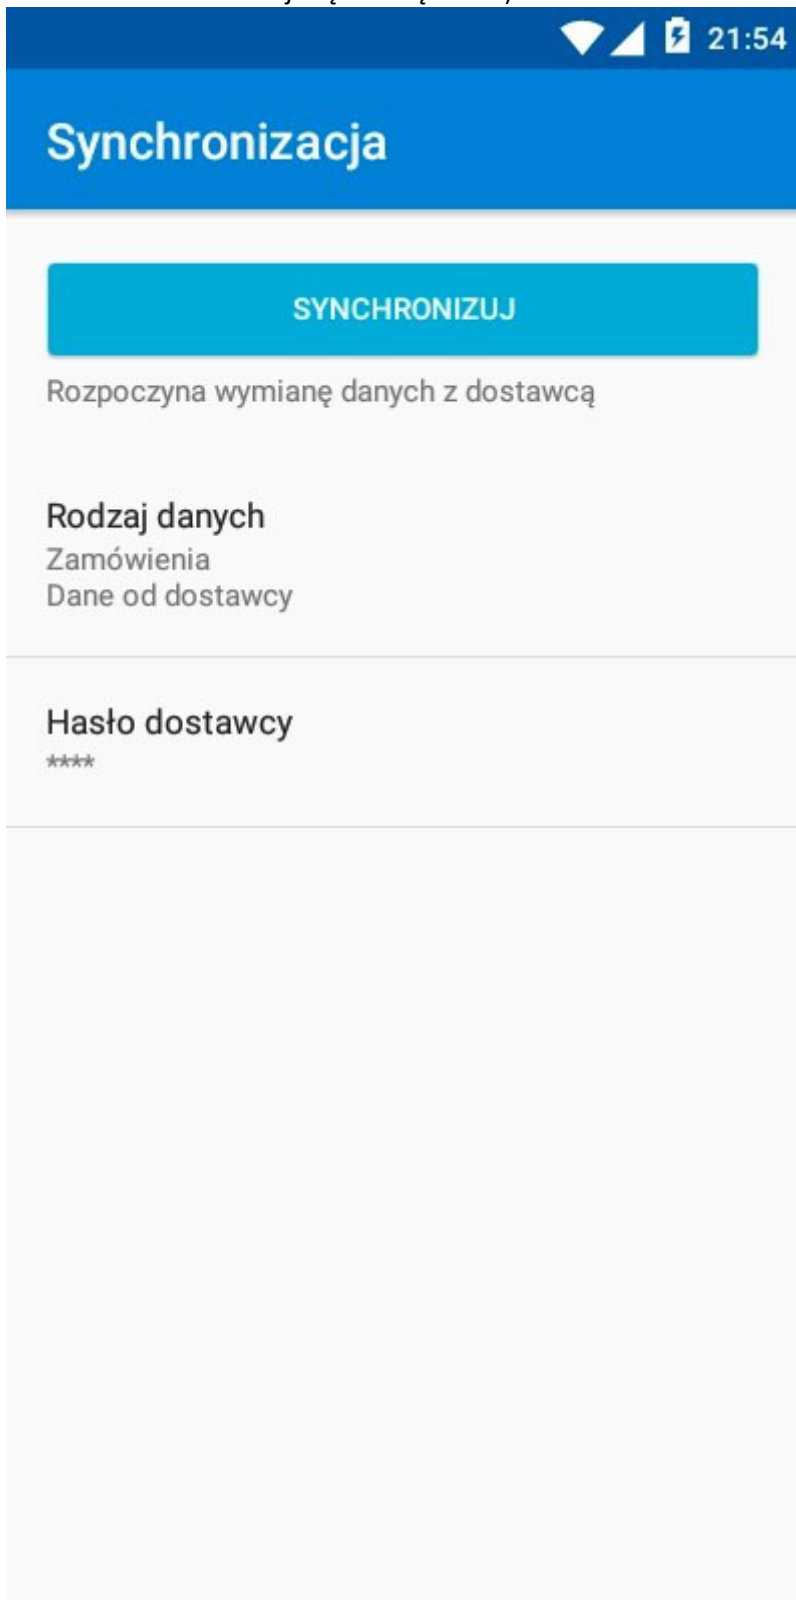 21:54
Synchronizacja
SYNCHRONIZUJ
Rozpoczyna wymianę danych z dostawcą
Rodzaj danych
Zamówienia
Dane od dostawcy
Hasło dostawcy
****